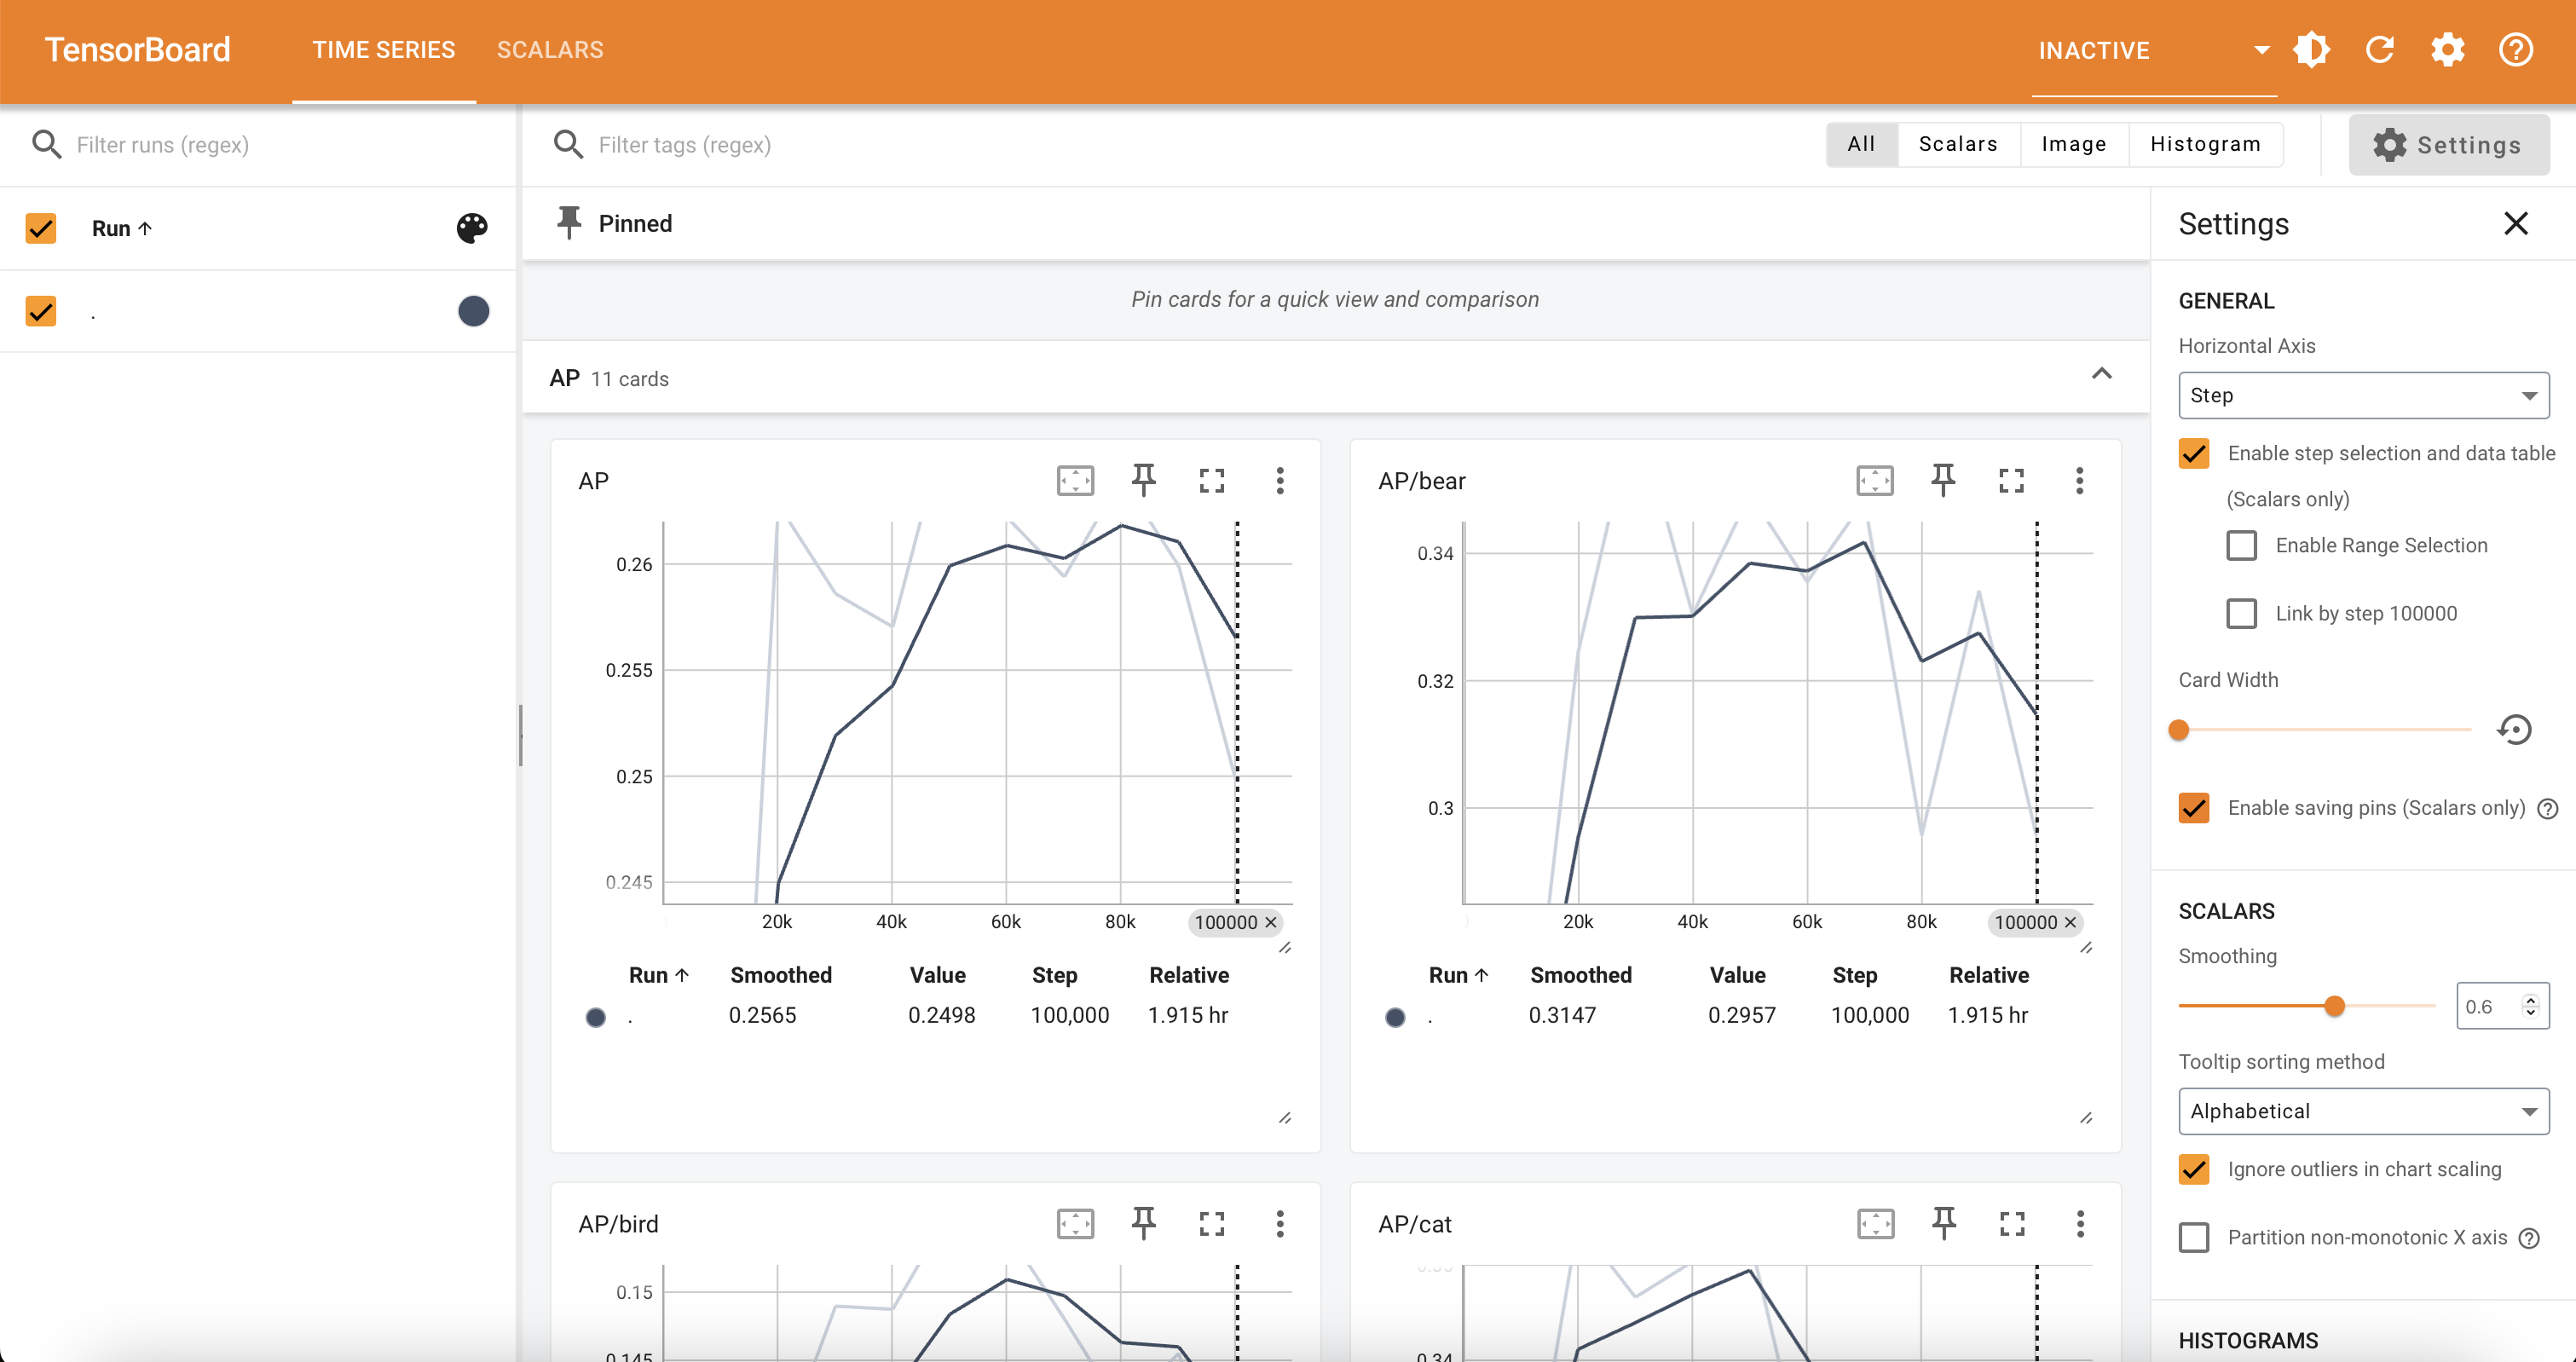 TensorBoard TIME SERIES SCALARS INACTIVE
Filter runs (regex)
Filter tags (regex) All Scalars Image Histogram Settings
Run ↑
.
Pinned
Pin cards for a quick view and comparison
AP 11 cards
AP
0.26
0.255
0.25
0.245
20k 40k 60k 80k 100000 ×
Run ↑ Smoothed Value Step Relative
. 0.2565 0.2498 100,000 1.915 hr
AP/bear
0.34
0.32
0.3
20k 40k 60k 80k 100000 ×
Run ↑ Smoothed Value Step Relative
. 0.3147 0.2957 100,000 1.915 hr
AP/bird
0.15
0.145
AP/cat
0.34
Settings
GENERAL
Horizontal Axis
Step
Enable step selection and data table
(Scalars only)
Enable Range Selection
Link by step 100000
Card Width
Enable saving pins (Scalars only)
SCALARS
Smoothing
0.6
Tooltip sorting method
Alphabetical
Ignore outliers in chart scaling
Partition non-monotonic X axis
HISTOGRAMS